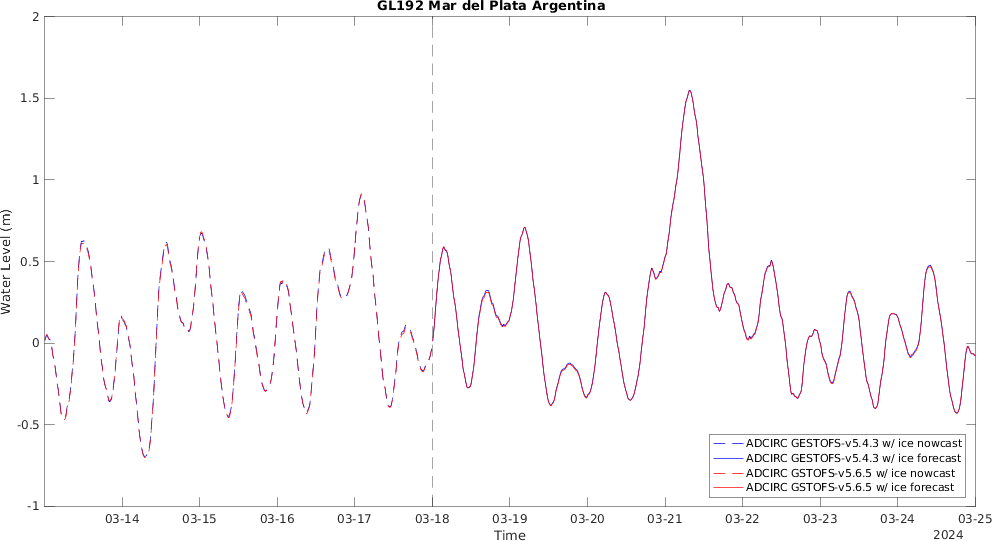 GL192 Mar del Plata Argentina
2
1.5
1
0.5
0
-0.5
-1
Water Level (m)
ADCIRC GESTOFS-v5.4.3 w/ ice nowcast
ADCIRC GESTOFS-v5.4.3 w/ ice forecast
ADCIRC GSTOFS-v5.6.5 w/ ice nowcast
ADCIRC GSTOFS-v5.6.5 w/ ice forecast
03-14 03-15 03-16 03-17 03-18 03-19 03-20 03-21 03-22 03-23 03-24 03-25
Time
2024